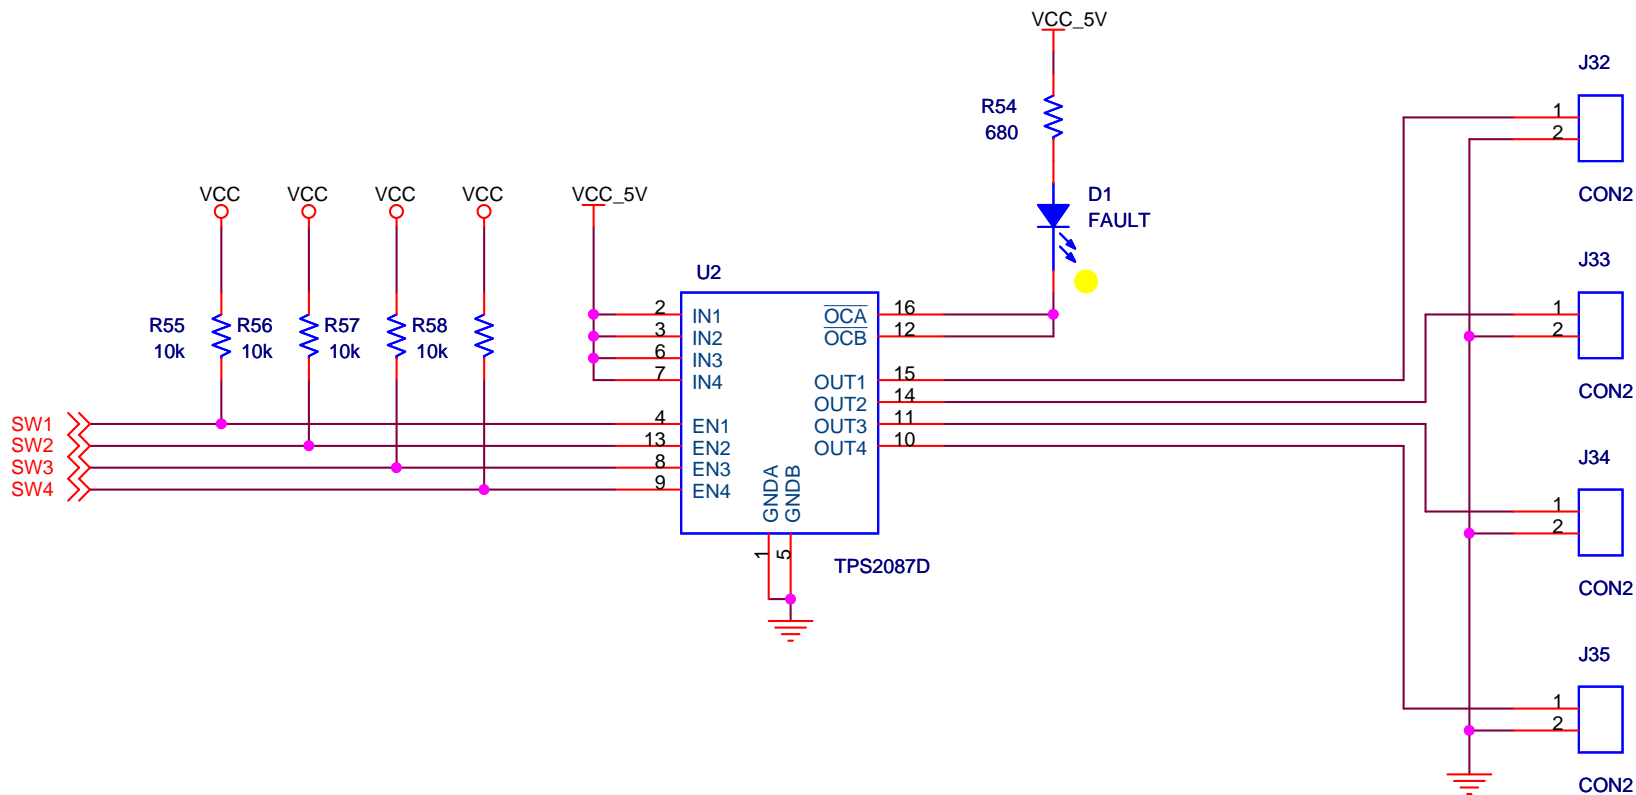 VCC_5V
J32
R54
680
1
2
CON2
VCC
VCC
VCC
VCC
VCC_5V
D1
FAULT
J33
U2
1
2
CON2
R55
10k
R56
10k
R57
10k
R58
10k
2
IN1
3
IN2
6
IN3
7
IN4
OCA
16
OCB
12
OUT1
15
OUT2
14
OUT3
11
OUT4
10
SW1
SW2
SW3
SW4
4
EN1
13
EN2
8
EN3
9
EN4
GNDA
GNDB
1
5
TPS2087D
J34
1
2
CON2
J35
1
2
CON2